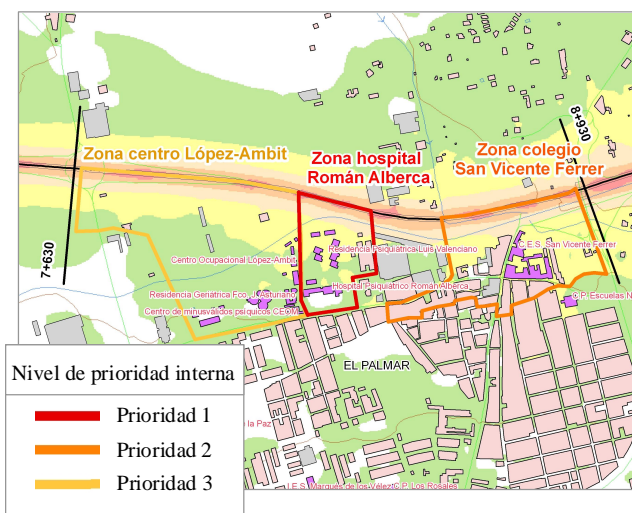 8+930
Zona centro López-Ambit
Zona hospital
Román Alberca
Zona colegio
San Vicente Ferrer
7+630
Residencia Psiquiátrica Luis Valenciano
C.E.S. San Vicente Ferrer
Centro Ocupacional López-Ambit
Hospital Psiquiátrico Román Alberca
Residencia Geriátrica Fco. J. Asturiano
Centro de minusválidos psíquicos CEOM
C.P. Escuelas N
EL PALMAR
Nivel de prioridad interna
Prioridad 1
Prioridad 2
Prioridad 3
la Paz
I.E.S. Marqués de los Vélez
C.P. Los Rosales